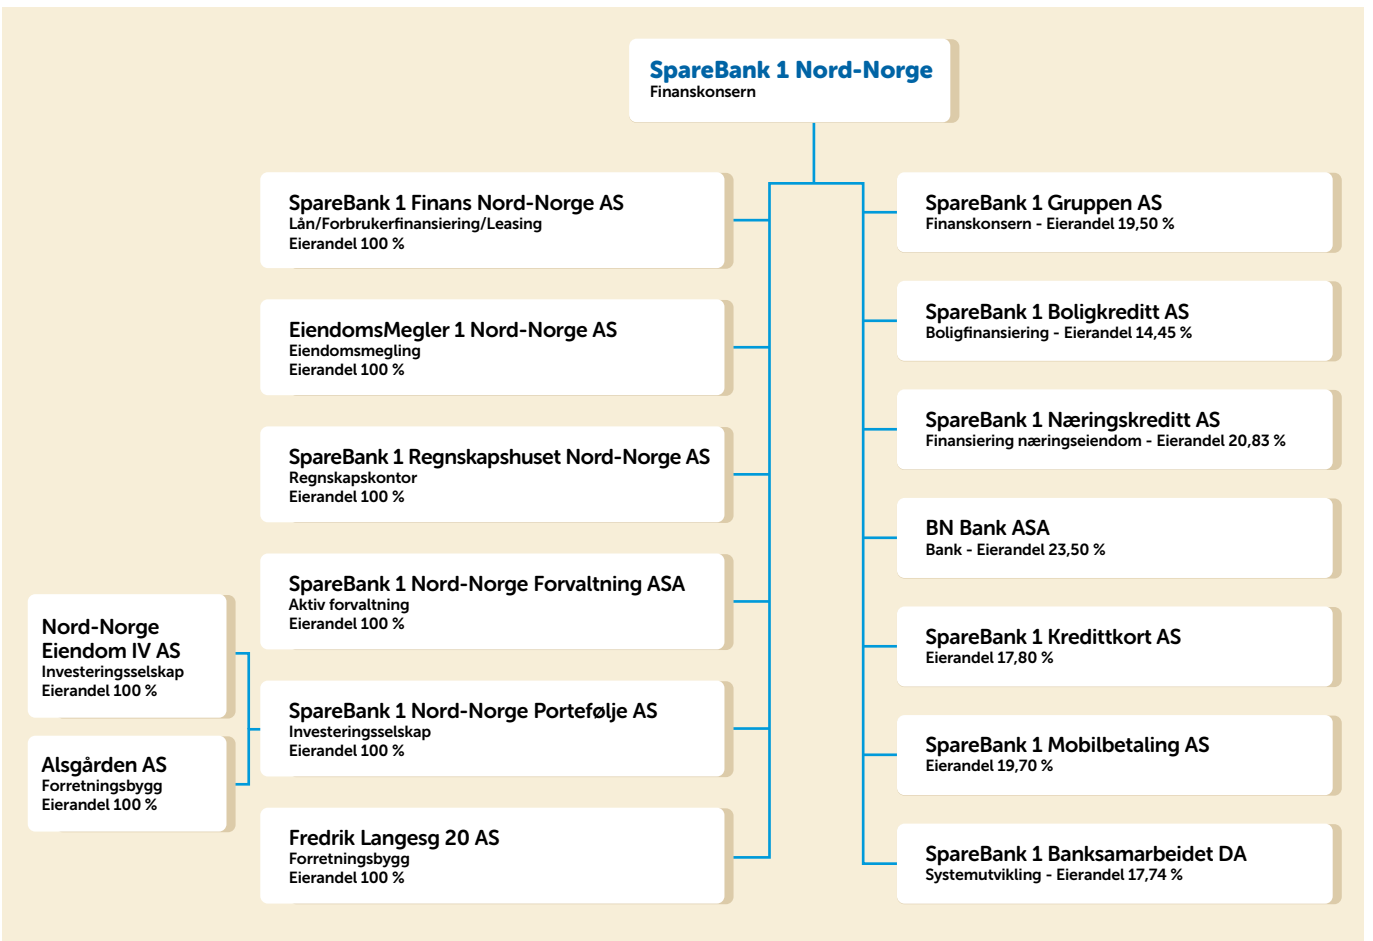 SpareBank 1 Nord-Norge
Finanskonsern
SpareBank 1 Finans Nord-Norge AS
Lån/Forbrukerfinansiering/Leasing
Eierandel 100 %
EiendomsMegler 1 Nord-Norge AS
Eiendomsmegling
Eierandel 100 %
SpareBank 1 Regnskapshuset Nord-Norge AS
Regnskapskontor
Eierandel 100 %
SpareBank 1 Nord-Norge Forvaltning ASA
Aktiv forvaltning
Eierandel 100 %
Nord-Norge
Eiendom IV AS
Investeringsselskap
Eierandel 100 %
Alsgården AS
Forretningsbygg
Eierandel 100 %
SpareBank 1 Nord-Norge Portefølje AS
Investeringsselskap
Eierandel 100 %
Fredrik Langesg 20 AS
Forretningsbygg
Eierandel 100 %
SpareBank 1 Gruppen AS
Finanskonsern - Eierandel 19,50 %
SpareBank 1 Boligkreditt AS
Boligfinansiering - Eierandel 14,45 %
SpareBank 1 Næringskreditt AS
Finansiering næringseiendom - Eierandel 20,83 %
BN Bank ASA
Bank - Eierandel 23,50 %
SpareBank 1 Kredittkort AS
Eierandel 17,80 %
SpareBank 1 Mobilbetaling AS
Eierandel 19,70 %
SpareBank 1 Banksamarbeidet DA
Systemutvikling - Eierandel 17,74 %